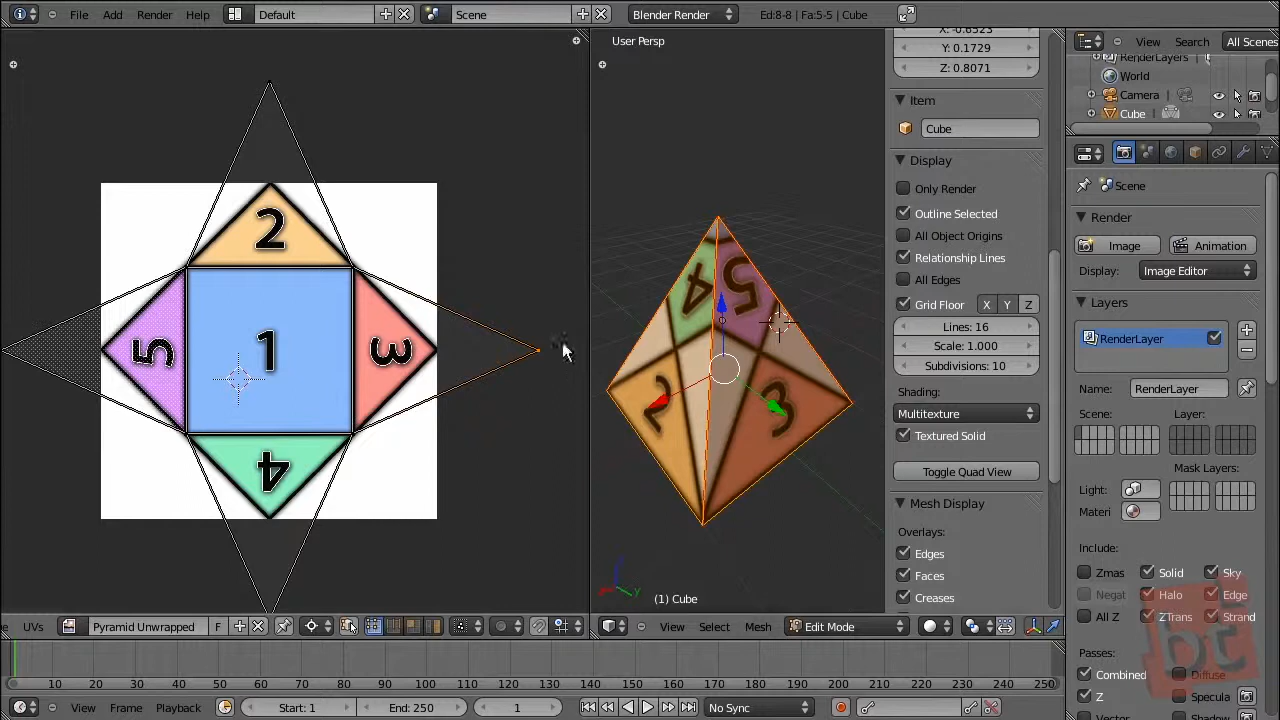 File Add Render Help Default Scene Blender Render Ed:8-8 | Fa:5-5 | Cube
User Persp
Y: 0.1729
Z: 0.8071
Item
Cube
Display
Only Render
Outline Selected
All Object Origins
Relationship Lines
All Edges
Grid Floor X Y Z
Lines: 16
Scale: 1.000
Subdivisions: 10
Shading:
Multitexture
Textured Solid
Toggle Quad View
Mesh Display
Overlays:
Edges
Faces
Creases
View Search All Scenes
RenderLayers
World
Camera
Cube
Scene
Render
Image Animation
Display: Image Editor
Layers
RenderLayer
Name: RenderLayer
Scene: Layer:
Mask Layers:
Light:
Materi
Include:
Zmas Solid Sky
Negat Halo Edge
All Z ZTrans Strand
Passes:
Combined Diffuse
Z Specula
2
5 1 3
4
4 5
2 3
(1) Cube
UVs Pyramid Unwrapped F
View Select Mesh Edit Mode
10 20 30 40 50 60 70 80 90 100 110 120 130 140 150 160 170 180 190 200 210 220 230 240 250
View Frame Playback Start: 1 End: 250 1 No Sync
bc